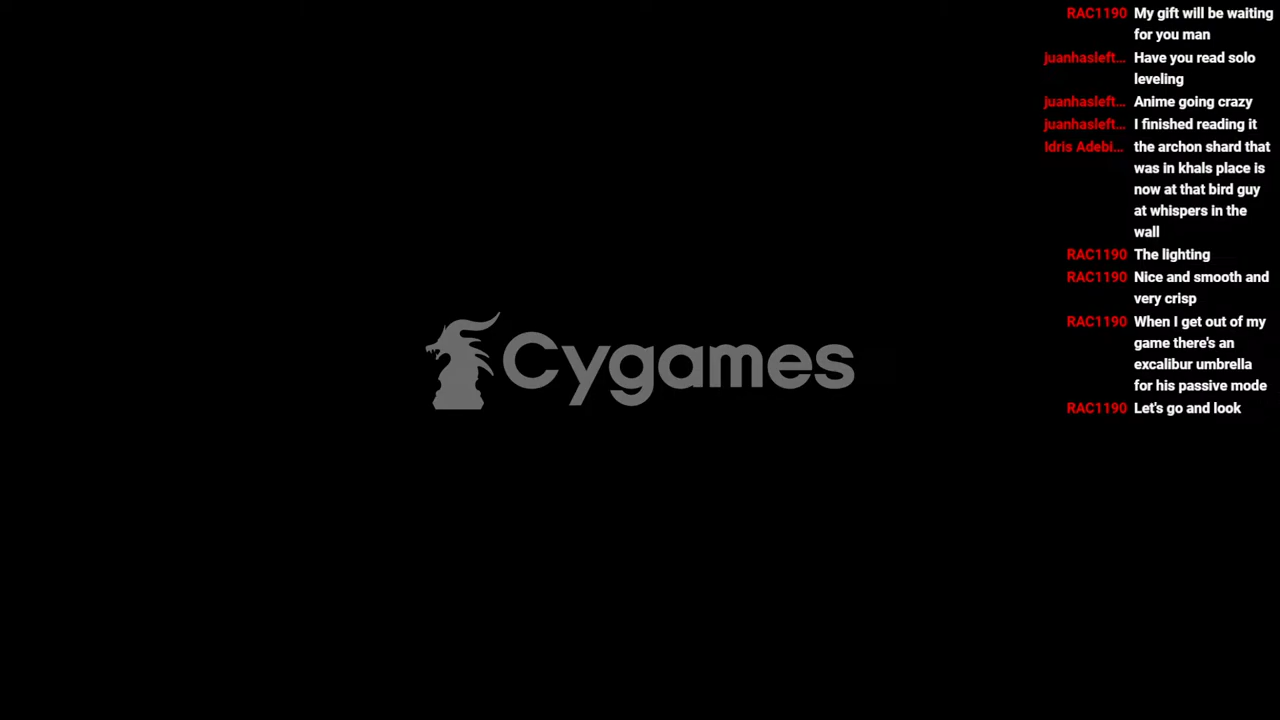 RAC1190 My gift will be waiting
for you man
juanhasleft... Have you read solo
leveling
juanhasleft... Anime going crazy
juanhasleft... I finished reading it
Idris Adebi... the archon shard that
was in khals place is
now at that bird guy
at whispers in the
wall
RAC1190 The lighting
RAC1190 Nice and smooth and
very crisp
RAC1190 When I get out of my
game there's an
excalibur umbrella
for his passive mode
RAC1190 Let's go and look
Cygames